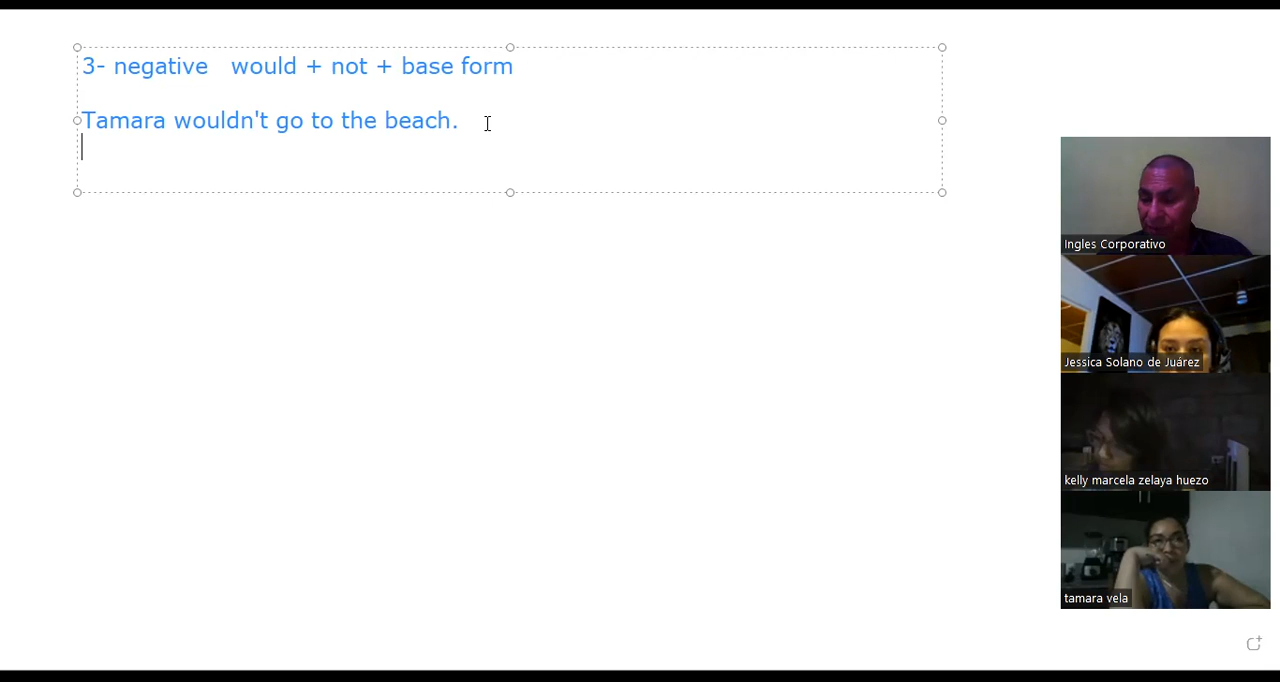 3- negative would + not + base form
Tamara wouldn't go to the beach.
Ingles Corporativo
Jessica Solano de Juárez
kelly marcela zelaya huezo
tamara vela